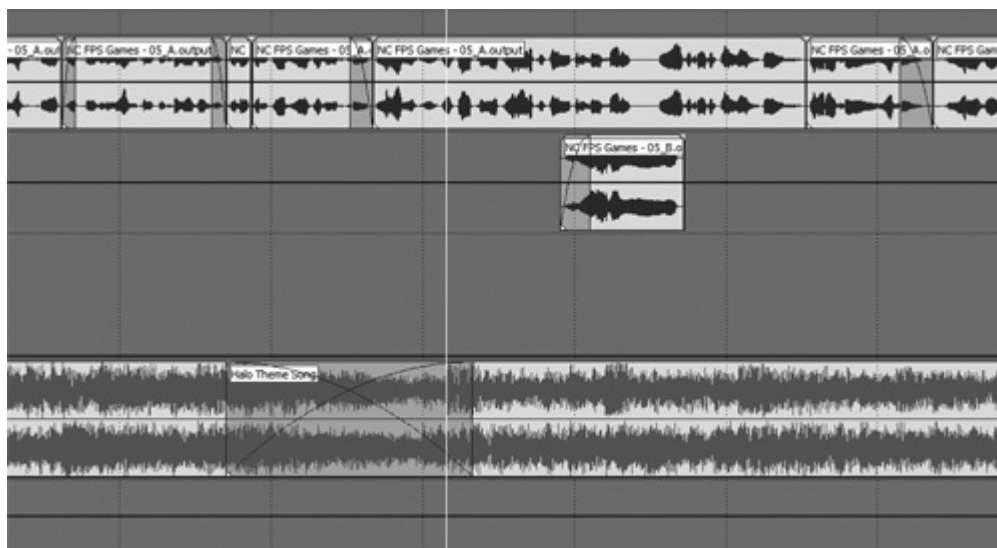 - 05_A.out
NC FPS Games - 05_A.output
NC
NC FPS Games - 05_A.
NC FPS Games - 05_A.output
NC FPS Games - 05_A.o
NC FPS Game
NC FPS Games - 05_B.o
Halo Theme Song